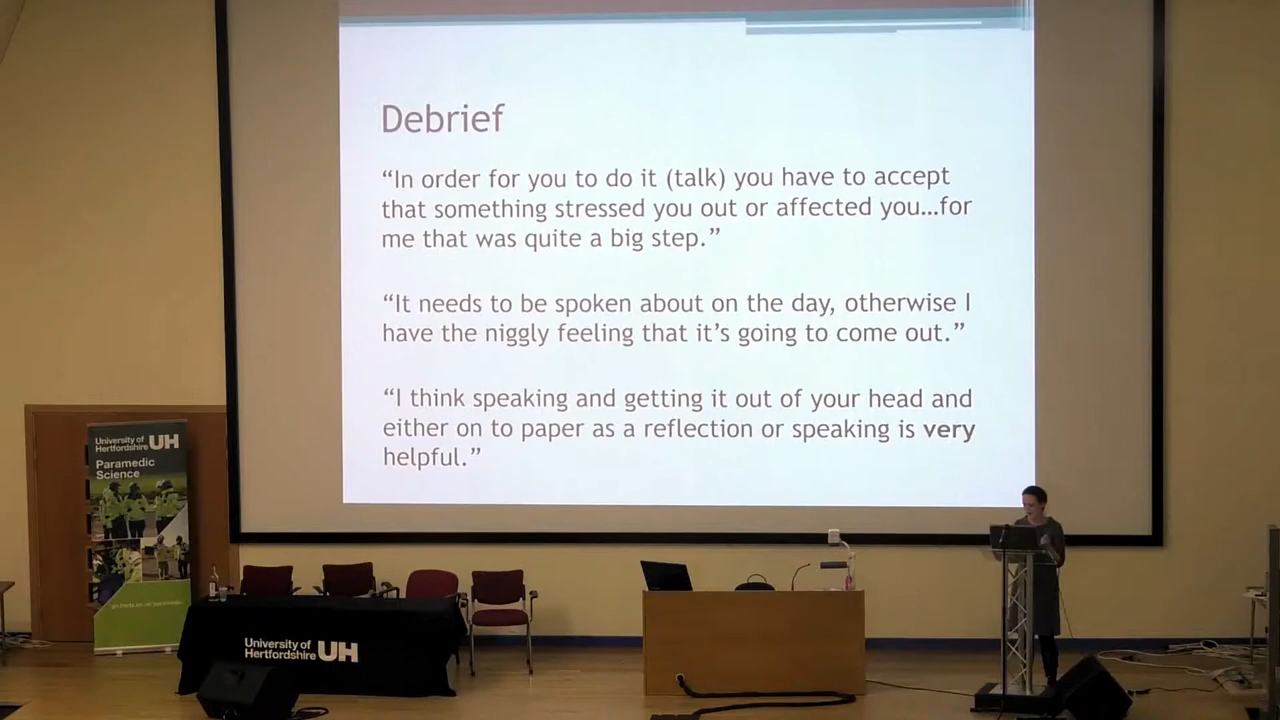 Debrief
“In order for you to do it (talk) you have to accept
that something stressed you out or affected you...for
me that was quite a big step.”
“It needs to be spoken about on the day, otherwise I
have the niggly feeling that it’s going to come out.”
“I think speaking and getting it out of your head and
either on to paper as a reflection or speaking is very
helpful.”
University of
Hertfordshire UH
Paramedic
Science
University of
Hertfordshire UH